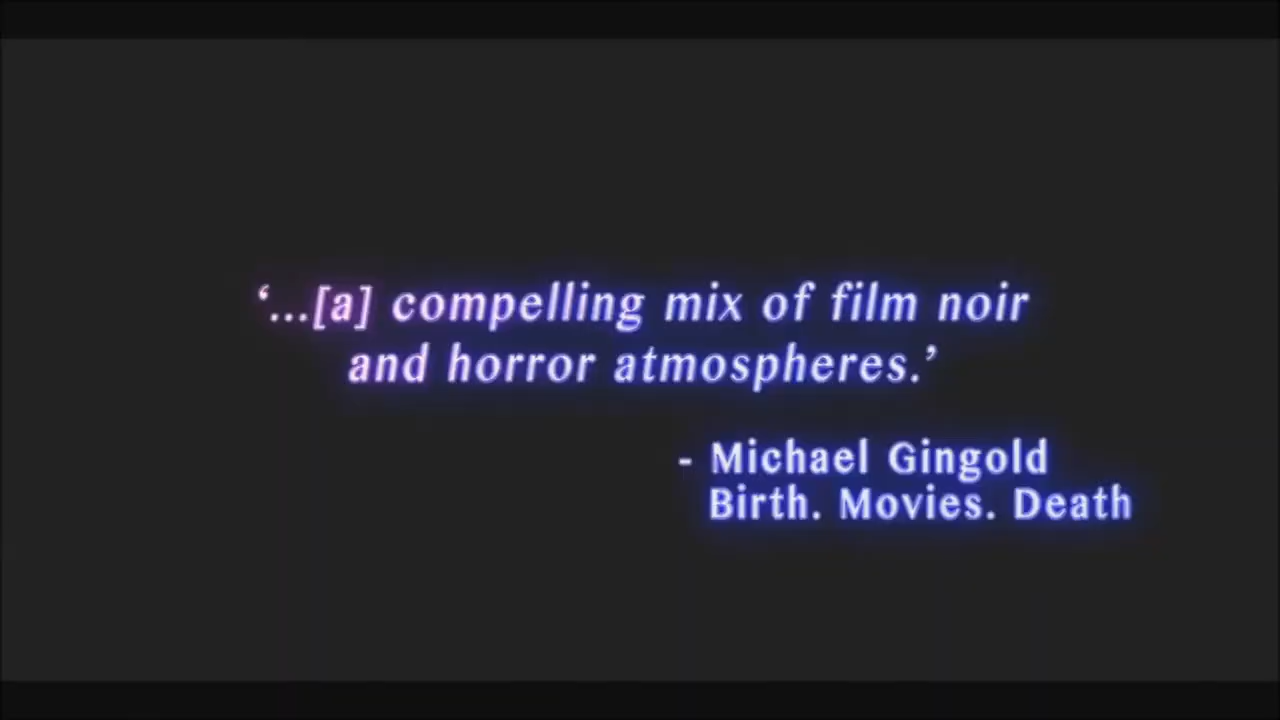 ‘...[a] compelling mix of film noir
and horror atmospheres.’
- Michael Gingold
Birth. Movies. Death